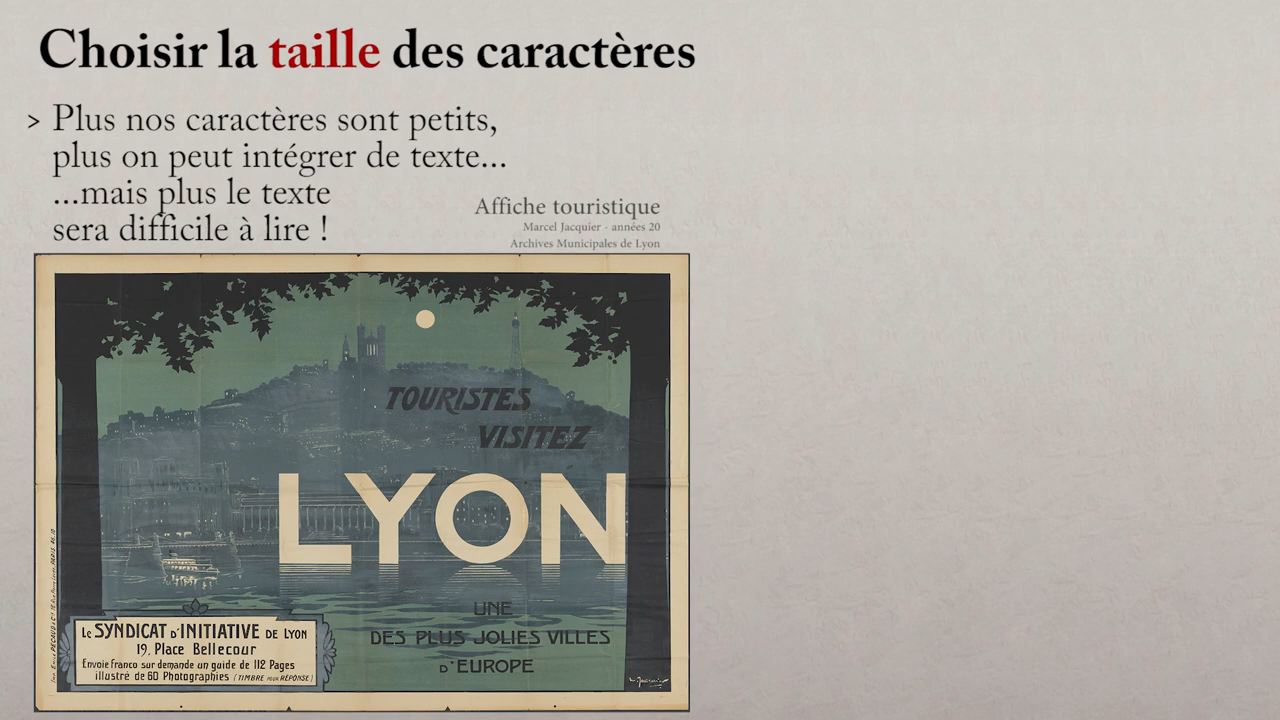 Choisir la taille des caractères
> Plus nos caractères sont petits,
plus on peut intégrer de texte...
...mais plus le texte
sera difficile à lire !
Affiche touristique
Marcel Jacquier - années 20
Archives Municipales de Lyon
TOURISTES
VISITEZ
LYON
UNE
DES PLUS JOLIES VILLES
D'EUROPE
Le SYNDICAT D'INITIATIVE DE LYON
19, Place Bellecour
Envoie franco sur demande un guide de 112 Pages
illustré de 60 Photographies (TIMBRE POUR RÉPONSE)